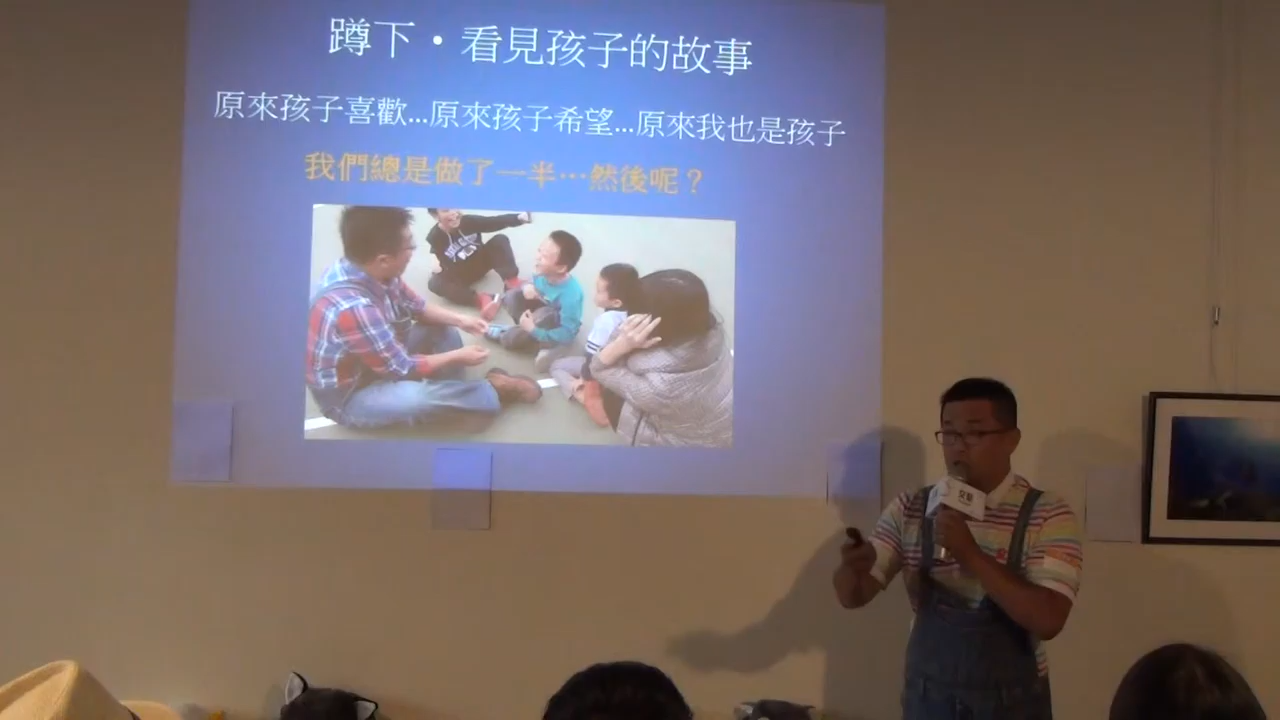 蹲下・看見孩子的故事
原來孩子喜歡...原來孩子希望...原來我也是孩子
我們總是做了一半…然後呢？